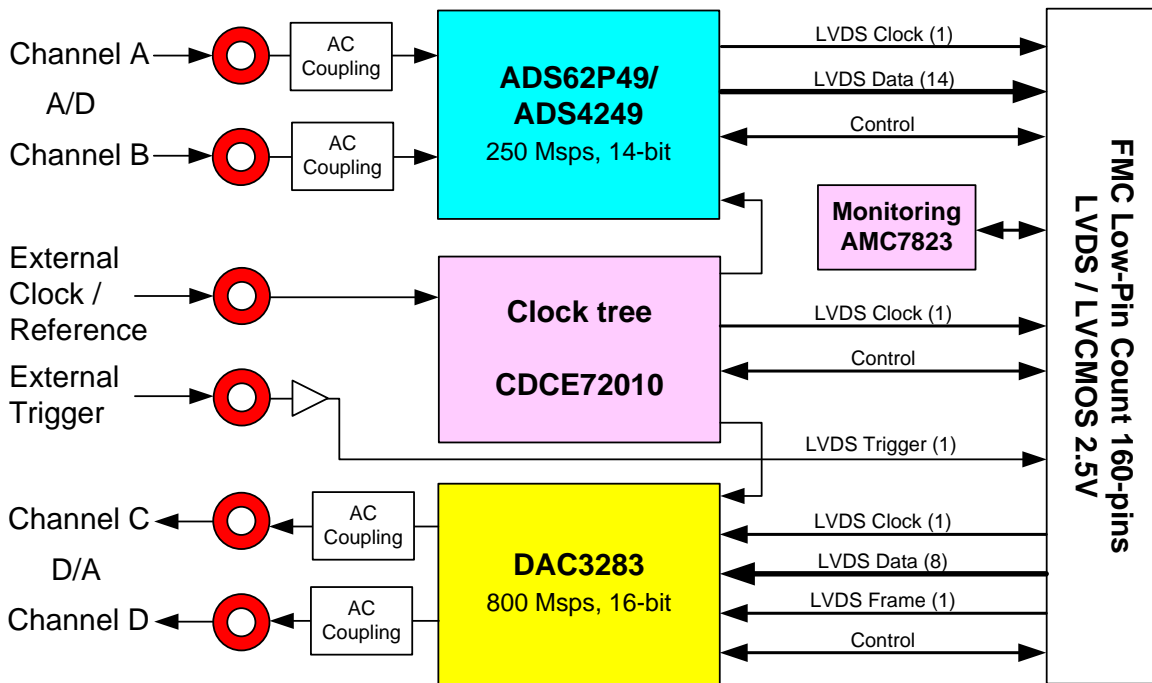 Channel A
A/D
Channel B
AC
Coupling
AC
Coupling
ADS62P49/
ADS4249
250 Msps, 14-bit
LVDS Clock (1)
LVDS Data (14)
Control
Monitoring
AMC7823
External
Clock /
Reference
Clock tree
CDCE72010
LVDS Clock (1)
Control
External
Trigger
LVDS Trigger (1)
Channel C
D/A
Channel D
AC
Coupling
AC
Coupling
DAC3283
800 Msps, 16-bit
LVDS Clock (1)
LVDS Data (8)
LVDS Frame (1)
Control
FMC Low-Pin Count 160-pins
LVDS / LVCMOS 2.5V